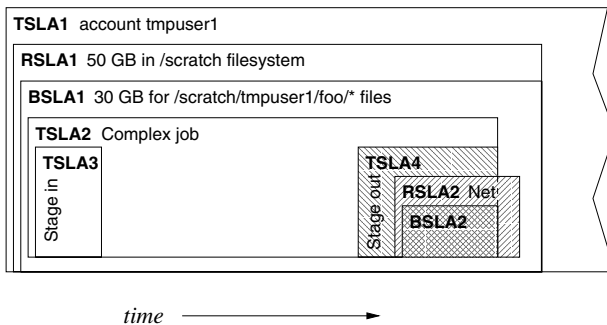 TSLA1 account tmpuser1
RSLA1 50 GB in /scratch filesystem
BSLA1 30 GB for /scratch/tmpuser1/foo/* files
TSLA2 Complex job
TSLA3
Stage in
TSLA4
Stage out
RSLA2 Net
BSLA2
time